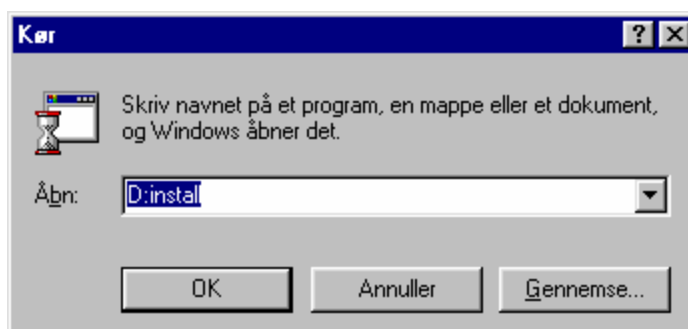 Kør
Skriv navnet på et program, en mappe eller et dokument,
og Windows åbner det.
Åbn: D:install
OK Annuller Gennemse...